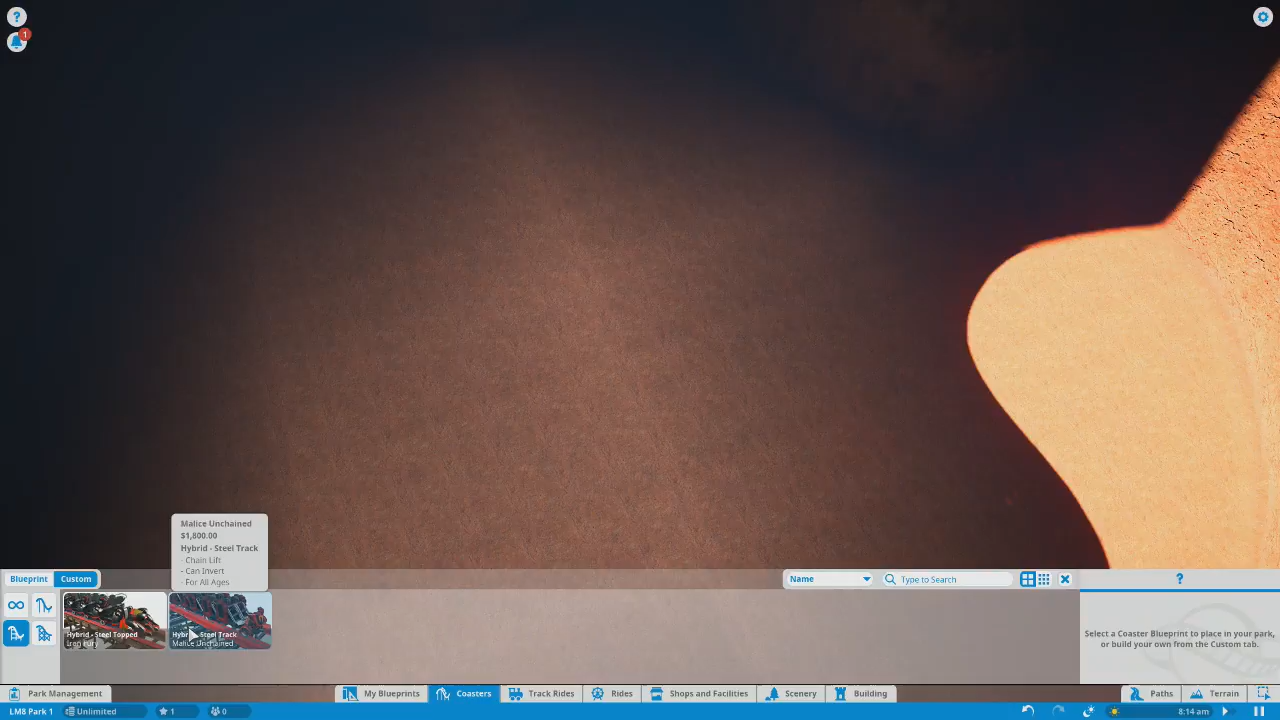 ?
1
Malice Unchained
$1,800.00
Hybrid - Steel Track
- Chain Lift
- Can Invert
- For All Ages
Blueprint
Custom
Name
Type to Search
?
Hybrid - Steel Topped
Iron Fury
Hybrid - Steel Track
Malice Unchained
Select a Coaster Blueprint to place in your park,
or build your own from the Custom tab.
Park Management
My Blueprints
Coasters
Track Rides
Rides
Shops and Facilities
Scenery
Building
Paths
Terrain
LM8 Park 1
Unlimited
1
0
8:14 am